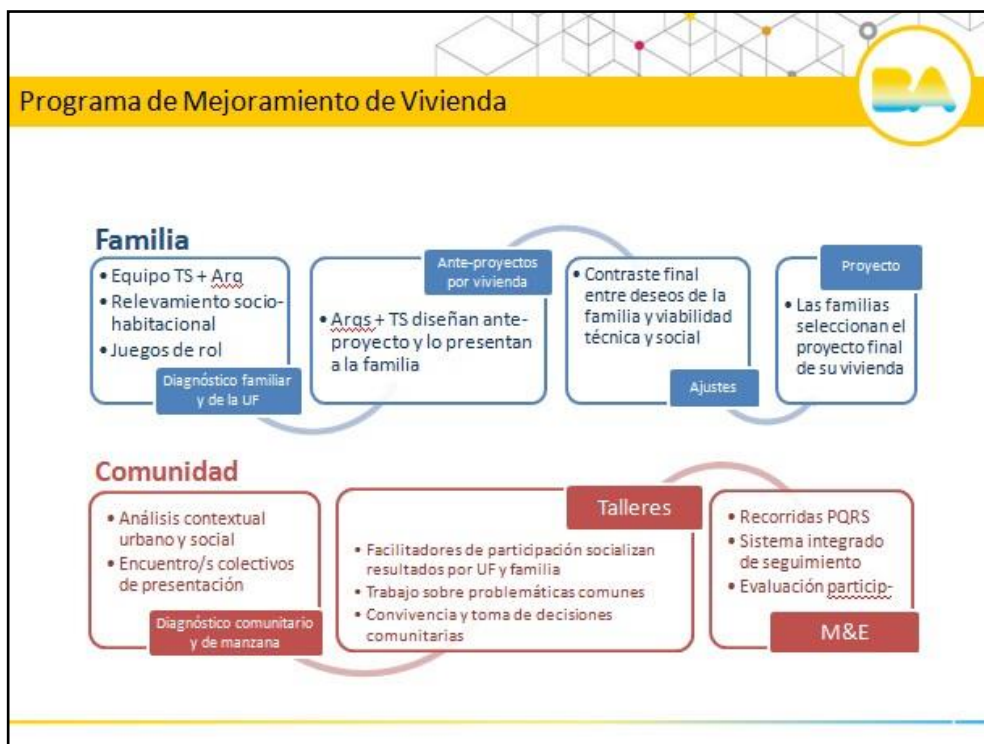 BA
Programa de Mejoramiento de Vivienda
Familia
• Equipo TS + Arq
• Relevamiento socio-
habitacional
• Juegos de rol
Diagnóstico familiar
y de la UF
Ante-proyectos
por vivienda
• Arqs + TS diseñan ante-
proyecto y lo presentan
a la familia
• Contraste final
entre deseos de la
familia y viabilidad
técnica y social
Ajustes
Proyecto
• Las familias
seleccionan el
proyecto final
de su vivienda
Comunidad
• Análisis contextual
urbano y social
• Encuentro/s colectivos
de presentación
Diagnóstico comunitario
y de manzana
Talleres
• Facilitadores de participación socializan
resultados por UF y familia
• Trabajo sobre problemáticas comunes
• Convivencia y toma de decisiones
comunitarias
• Recorridas PQRS
• Sistema integrado
de seguimiento
• Evaluación particip-
M&E